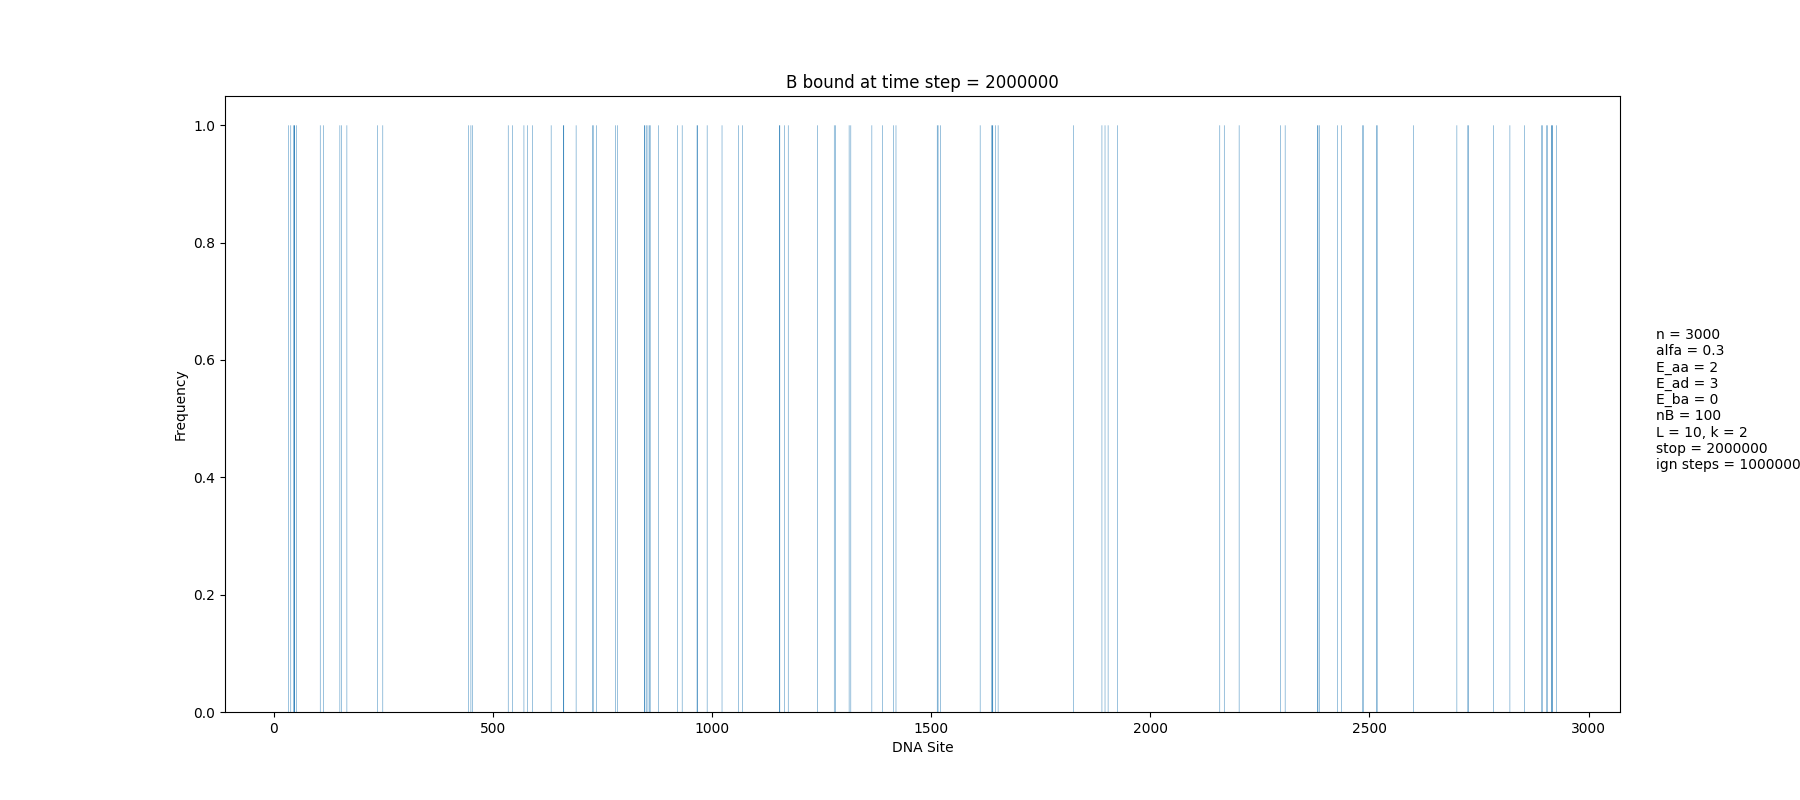 B bound at time step = 2000000
1.0
0.8
0.6
0.4
0.2
0.0
Frequency
0 500 1000 1500 2000 2500 3000
DNA Site
n = 3000
alfa = 0.3
E_aa = 2
E_ad = 3
E_ba = 0
nB = 100
L = 10, k = 2
stop = 2000000
ign steps = 1000000